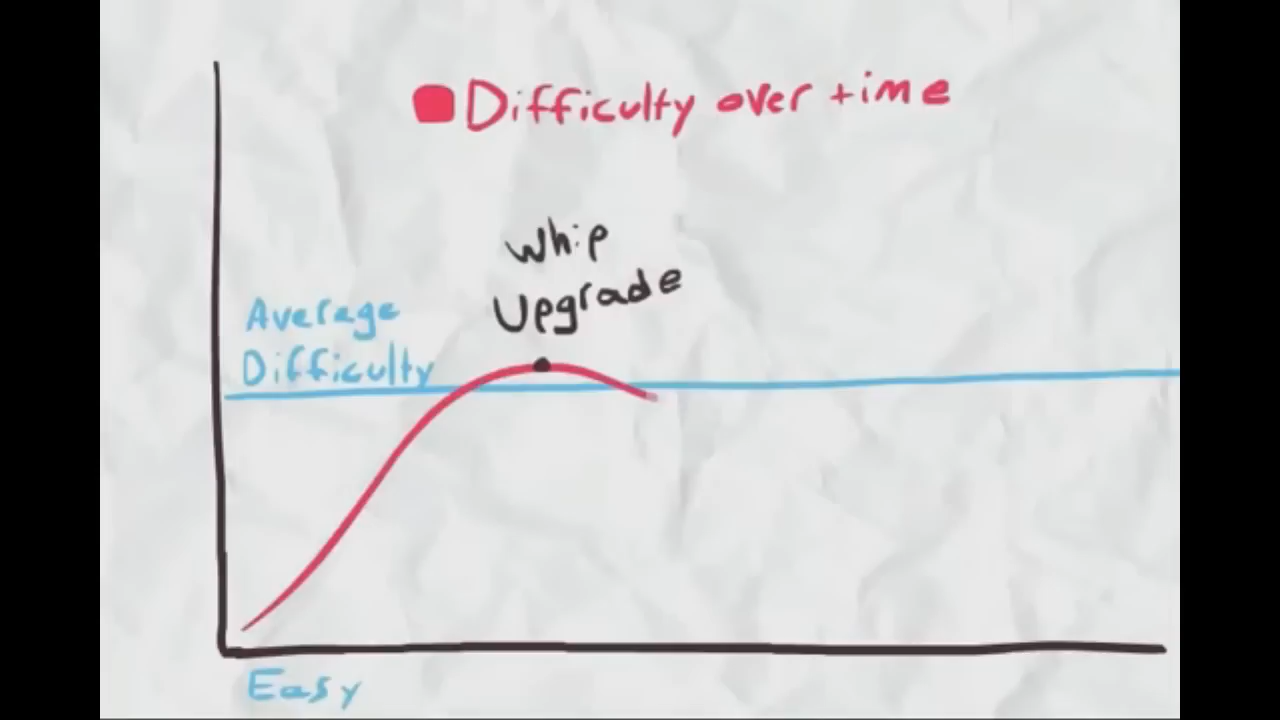 Difficulty over time
Whip
Upgrade
Average
Difficulty
Easy